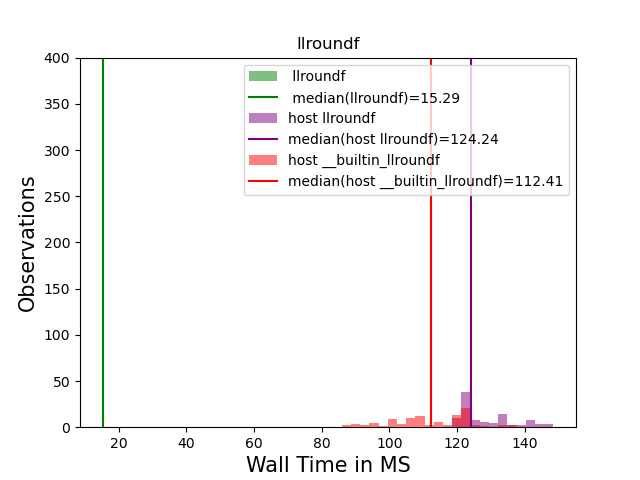 llroundf
400
350
300
250
200
150
100
50
0
Observations
llroundf
median(llroundf)=15.29
host llroundf
median(host llroundf)=124.24
host __builtin_llroundf
median(host __builtin_llroundf)=112.41
20 40 60 80 100 120 140
Wall Time in MS